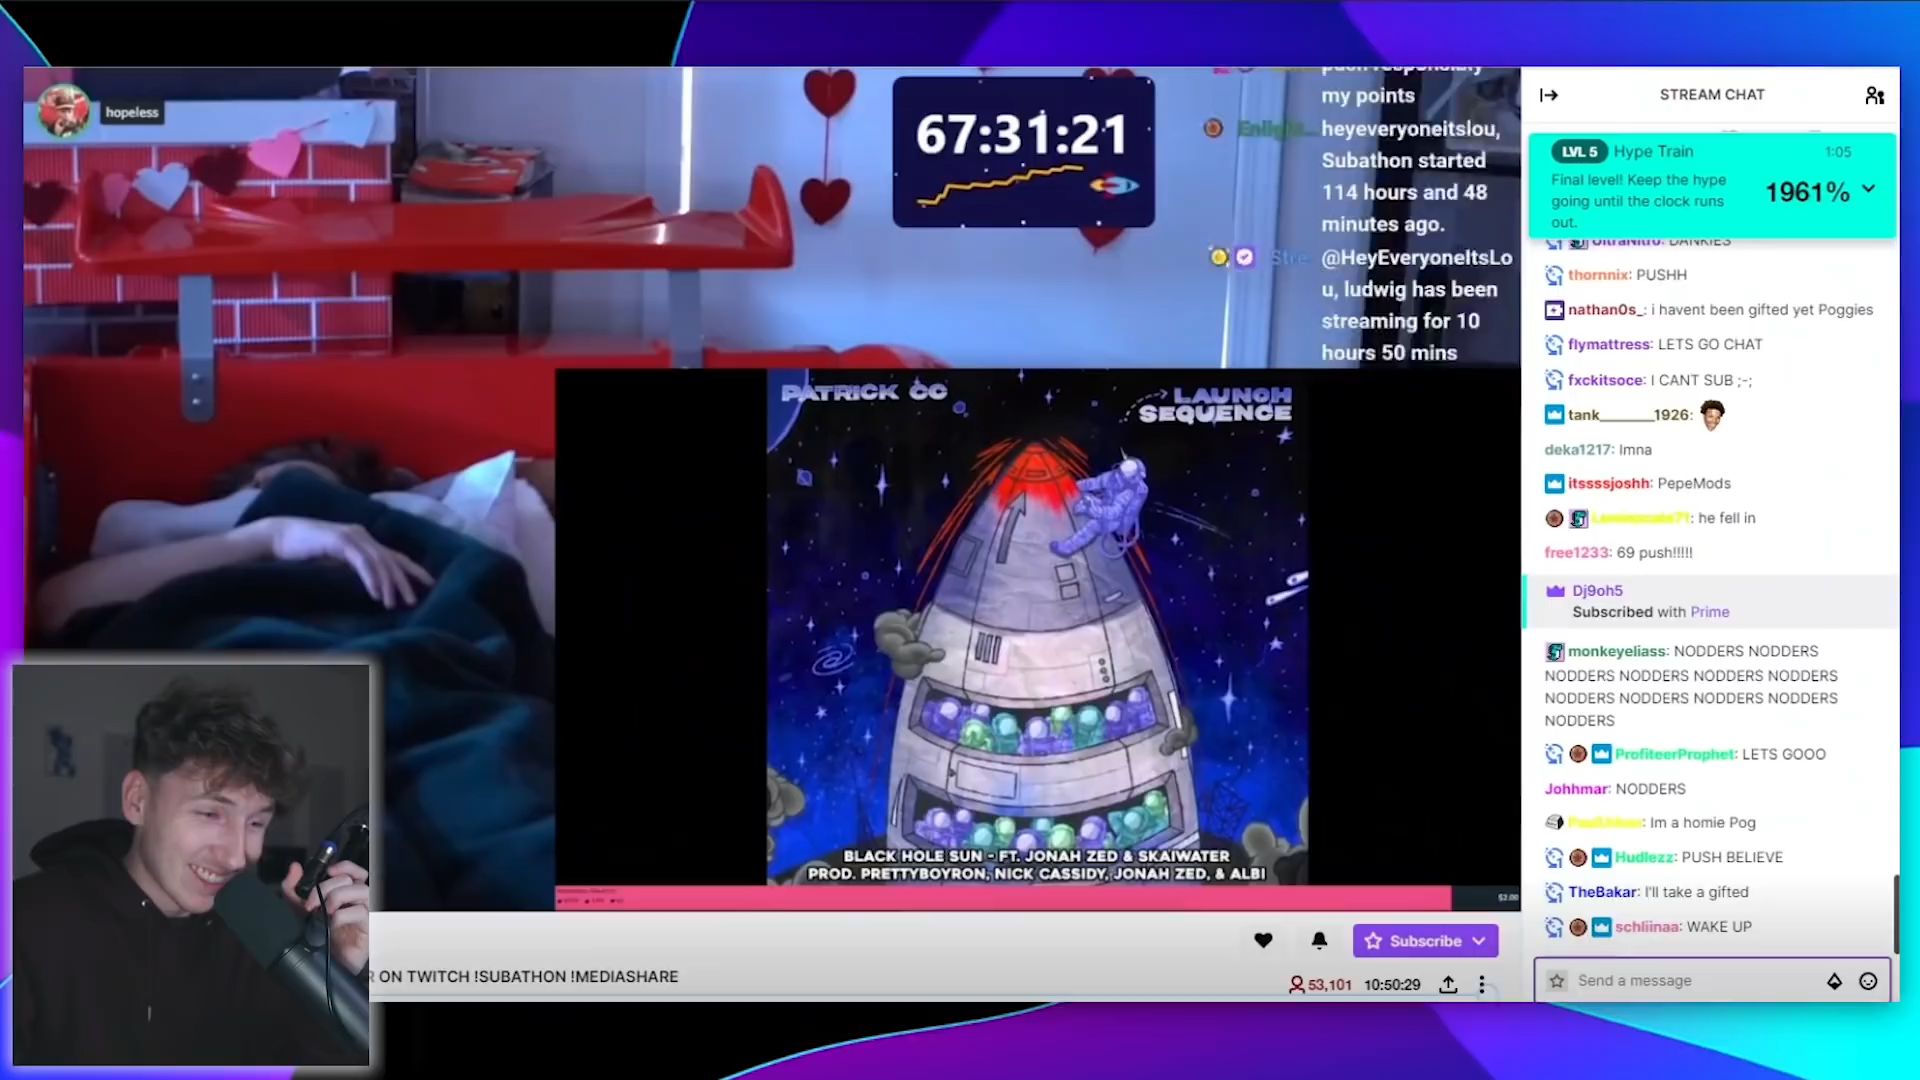 hopeless
67:31:21
my points
heyeveryoneitslou,
Subathon started
114 hours and 48
minutes ago.
Stre
@HeyEveryoneItsLo
u, ludwig has been
streaming for 10
hours 50 mins
PATRICK CC
LAUNCH
SEQUENCE
BLACK HOLE SUN - FT. JONAH ZED & SKAIWATER
PROD. PRETTYBOYRON, NICK CASSIDY, JONAH ZED, & ALBI
$2.00
Subscribe
R ON TWITCH !SUBATHON !MEDIASHARE
53,101
10:50:29
STREAM CHAT
LVL 5 Hype Train
1:05
Final level! Keep the hype
going until the clock runs
out.
1961%
UltraNitro: DANKIES
thornnix: PUSHH
nathan0s_: i havent been gifted yet Poggies
flymattress: LETS GO CHAT
fxckitsoce: I CANT SUB ;-;
tank______1926:
deka1217: lmna
itssssjoshh: PepeMods
: he fell in
free1233: 69 push!!!!!
Dj9oh5
Subscribed with Prime
monkeyeliass: NODDERS NODDERS
NODDERS NODDERS NODDERS NODDERS
NODDERS NODDERS NODDERS NODDERS
NODDERS
ProfiteerProphet: LETS GOOO
Johhmar: NODDERS
: Im a homie Pog
Hudlezz: PUSH BELIEVE
TheBakar: I'll take a gifted
schliinaa: WAKE UP
Send a message